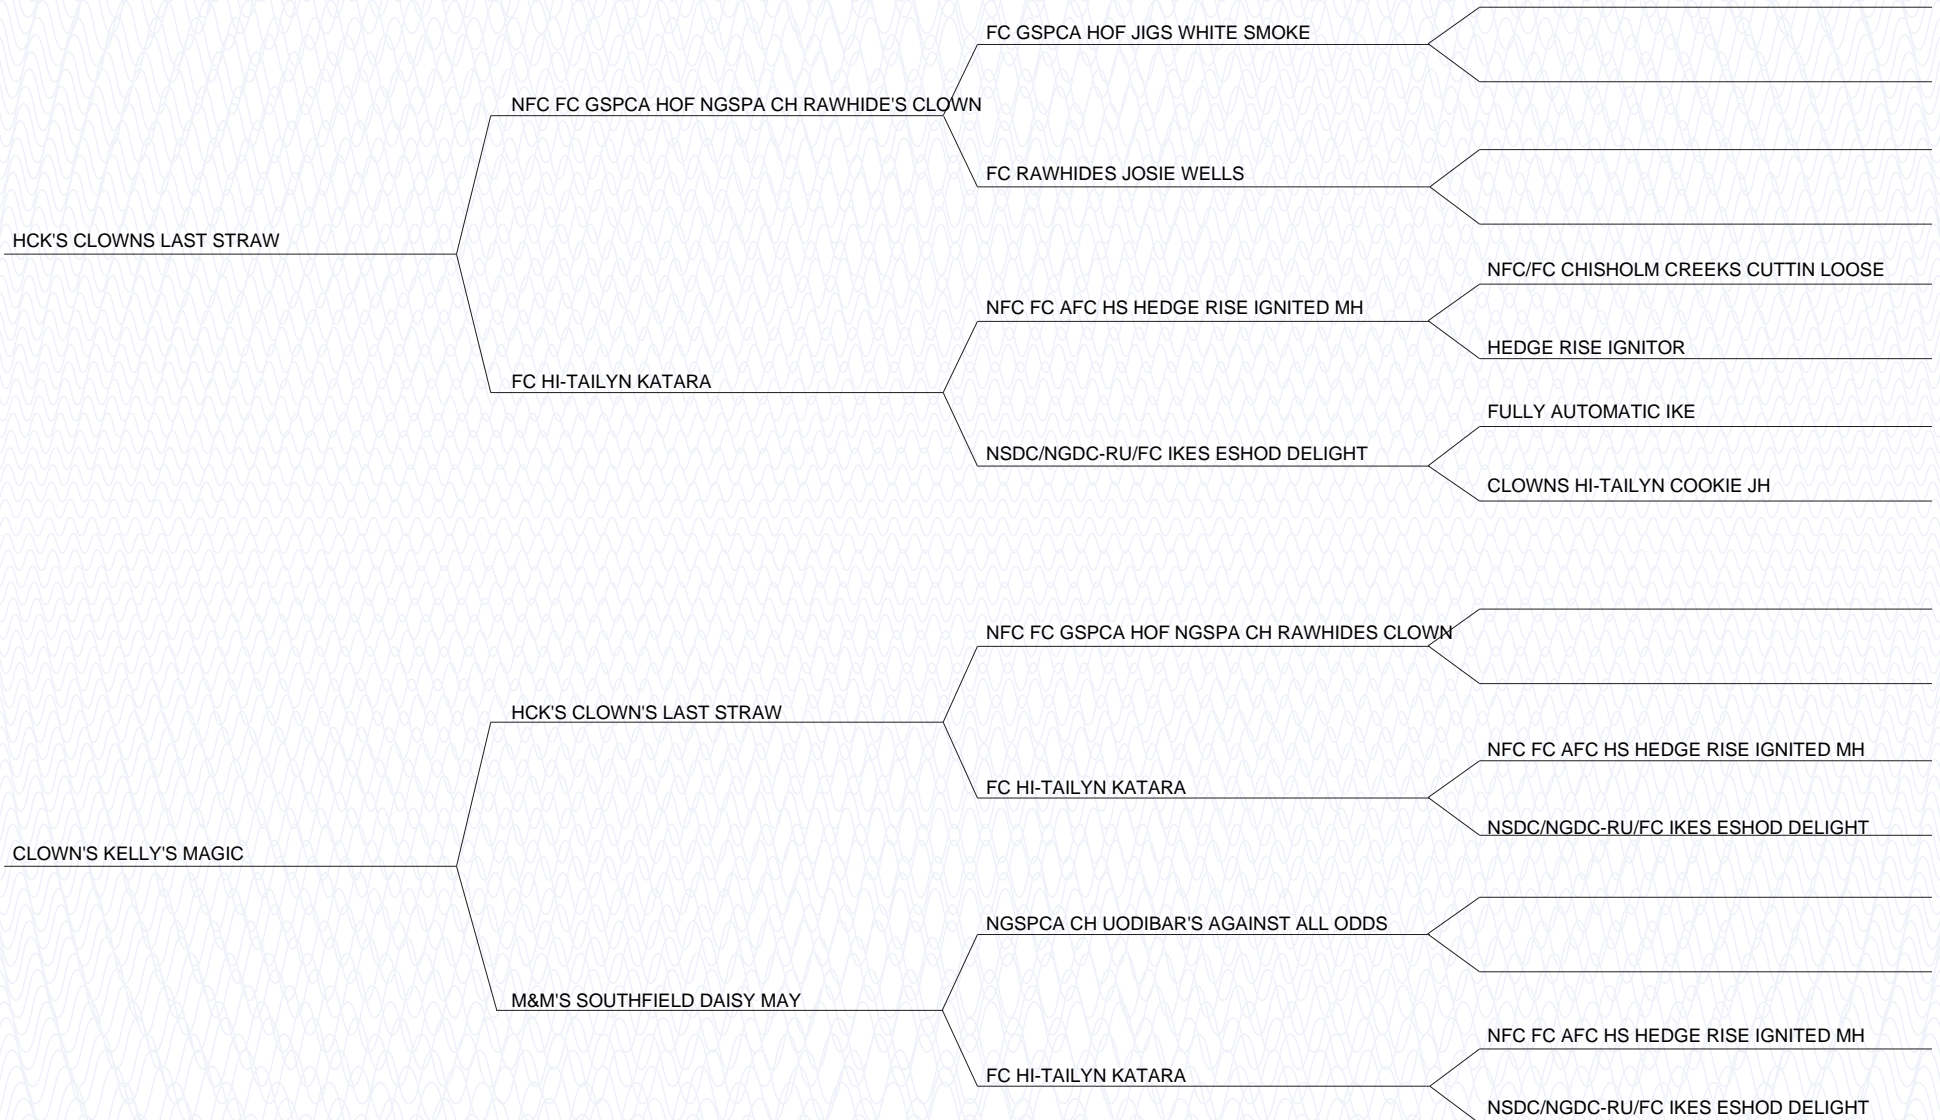 FC GSPCA HOF JIGS WHITE SMOKE
NFC FC GSPCA HOF NGSPA CH RAWHIDE'S CLOWN
FC RAWHIDES JOSIE WELLS
HCK'S CLOWNS LAST STRAW
NFC/FC CHISHOLM CREEKS CUTTIN LOOSE
NFC FC AFC HS HEDGE RISE IGNITED MH
HEDGE RISE IGNITOR
FC HI-TAILYN KATARA
FULLY AUTOMATIC IKE
NSDC/NGDC-RU/FC IKES ESHOD DELIGHT
CLOWNS HI-TAILYN COOKIE JH
NFC FC GSPCA HOF NGSPA CH RAWHIDES CLOWN
HCK'S CLOWN'S LAST STRAW
NFC FC AFC HS HEDGE RISE IGNITED MH
FC HI-TAILYN KATARA
NSDC/NGDC-RU/FC IKES ESHOD DELIGHT
CLOWN'S KELLY'S MAGIC
NGSPCA CH UODIBAR'S AGAINST ALL ODDS
M&M'S SOUTHFIELD DAISY MAY
NFC FC AFC HS HEDGE RISE IGNITED MH
FC HI-TAILYN KATARA
NSDC/NGDC-RU/FC IKES ESHOD DELIGHT